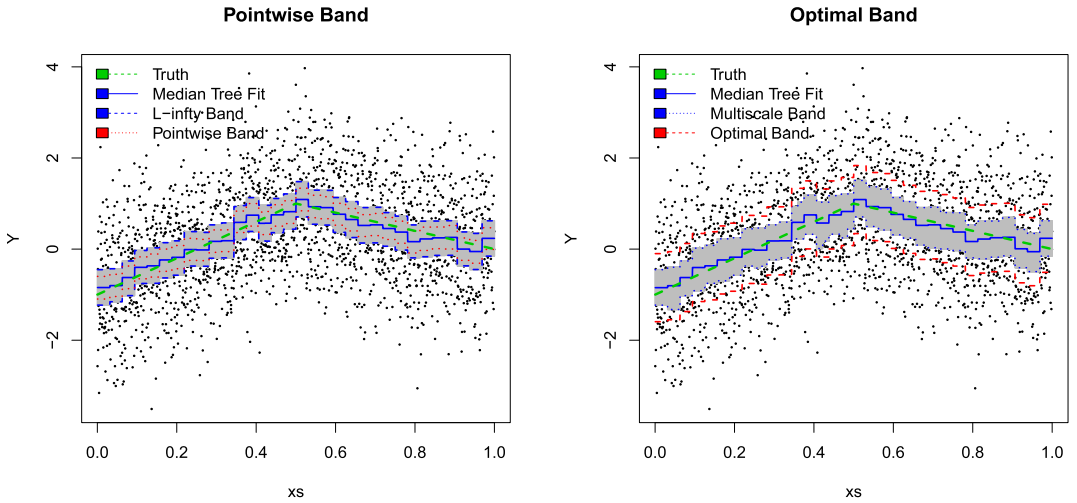 Pointwise Band
Truth
Median Tree Fit
L−infty Band
Pointwise Band
Y
4
2
0
−2
0.0 0.2 0.4 0.6 0.8 1.0
xs
Optimal Band
Truth
Median Tree Fit
Multiscale Band
Optimal Band
Y
4
2
0
−2
0.0 0.2 0.4 0.6 0.8 1.0
xs